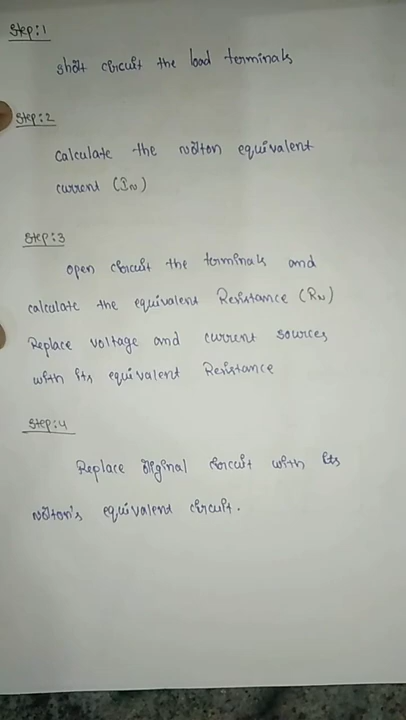 Step:1
short circuit the load terminals
Step:2
calculate the norton equivalent
current (IN)
Step:3
open circuit the terminals and
calculate the equivalent Resistance (RN)
Replace voltage and current sources
with its equivalent Resistance
Step:4
Replace original circuit with its
norton's equivalent circuit.